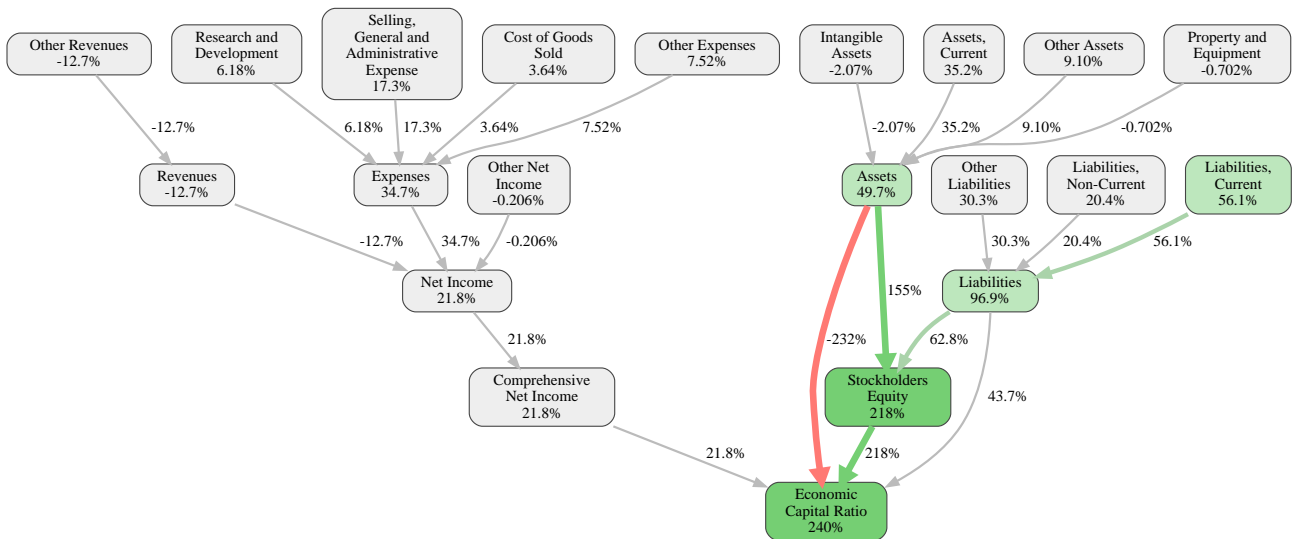 Other Revenues
-12.7%
Research and
Development
6.18%
Selling,
General and
Administrative
Expense
17.3%
Cost of Goods
Sold
3.64%
Other Expenses
7.52%
Intangible
Assets
-2.07%
Assets,
Current
35.2%
Other Assets
9.10%
Property and
Equipment
-0.702%
-12.7%
6.18%
17.3%
3.64%
7.52%
-2.07%
35.2%
9.10%
-0.702%
Revenues
-12.7%
Expenses
34.7%
Other Net
Income
-0.206%
Assets
49.7%
Other
Liabilities
30.3%
Liabilities,
Non-Current
20.4%
Liabilities,
Current
56.1%
-12.7%
34.7%
-0.206%
30.3%
20.4%
56.1%
Net Income
21.8%
155%
Liabilities
96.9%
21.8%
-232%
62.8%
Comprehensive
Net Income
21.8%
Stockholders
Equity
218%
43.7%
21.8%
218%
Economic
Capital Ratio
240%